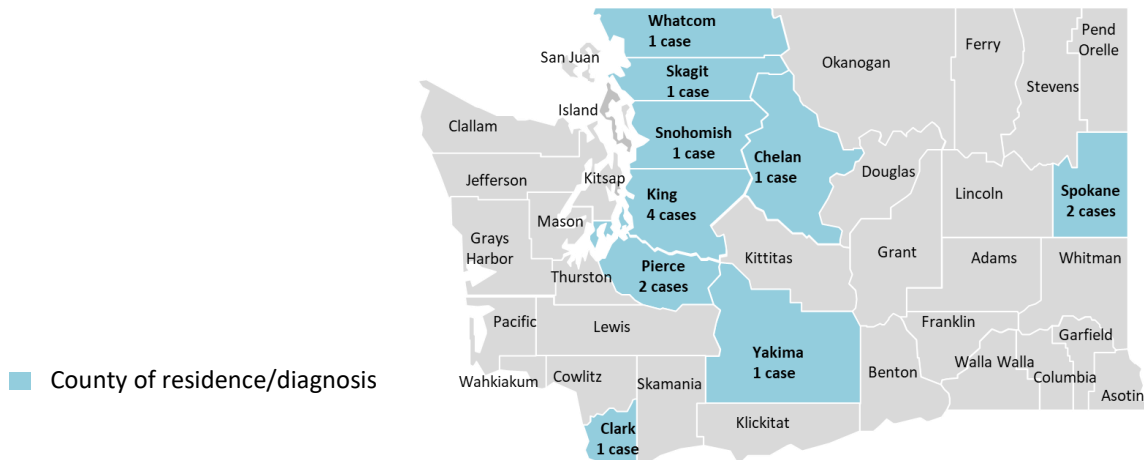 Whatcom
1 case
Pend
Orelle
Ferry
San Juan
Okanogan
Skagit
1 case
Stevens
Island
Clallam
Snohomish
1 case
Chelan
1 case
Douglas
Jefferson
Kitsap
King
4 cases
Lincoln
Spokane
2 cases
Mason
Grays
Harbor
Kittitas
Grant
Adams
Whitman
Pierce
2 cases
Thurston
Pacific
Lewis
Franklin
Garfield
Yakima
1 case
Benton
Walla Walla
Columbia
Asotin
Wahkiakum
Cowlitz
Skamania
Klickitat
Clark
1 case
County of residence/diagnosis